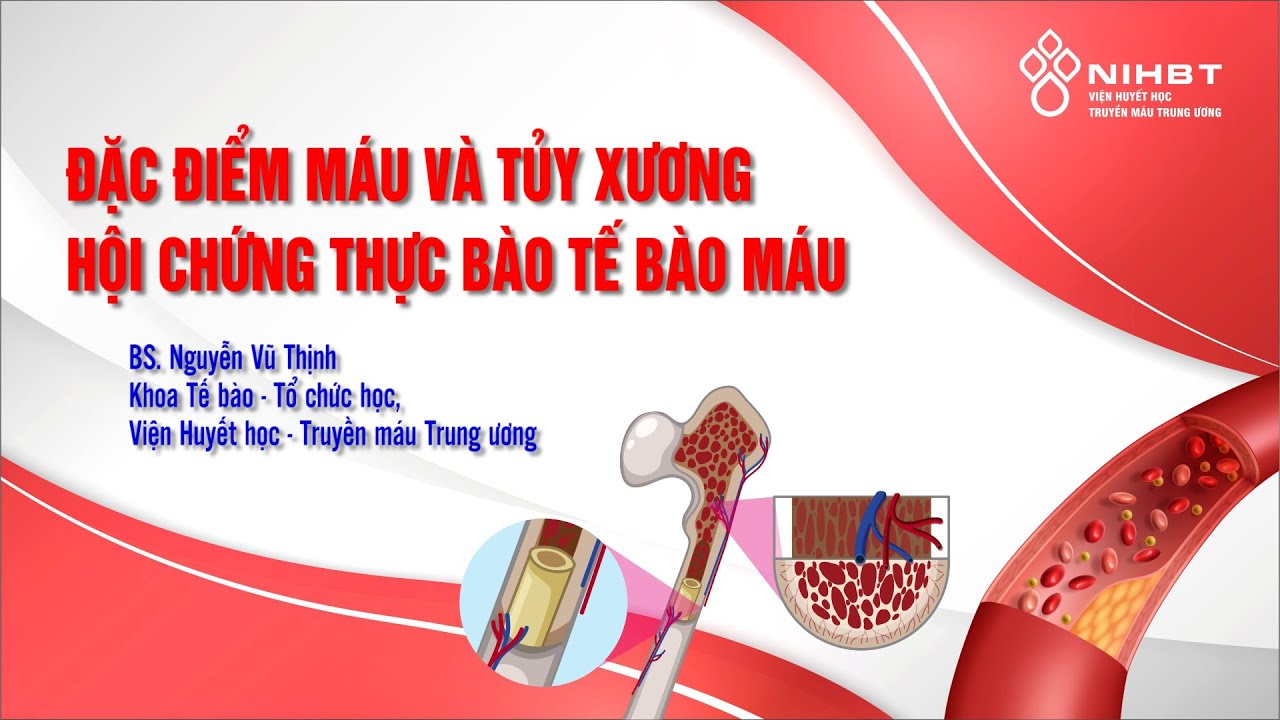 NIHBT
VIỆN HUYẾT HỌC
TRUYỀN MÁU TRUNG ƯƠNG
ĐẶC ĐIỂM MÁU VÀ TỦY XƯƠNG
HỘI CHỨNG THỰC BÀO TẾ BÀO MÁU
BS. Nguyễn Vũ Thịnh
Khoa Tế bào - Tổ chức học,
Viện Huyết học - Truyền máu Trung ương